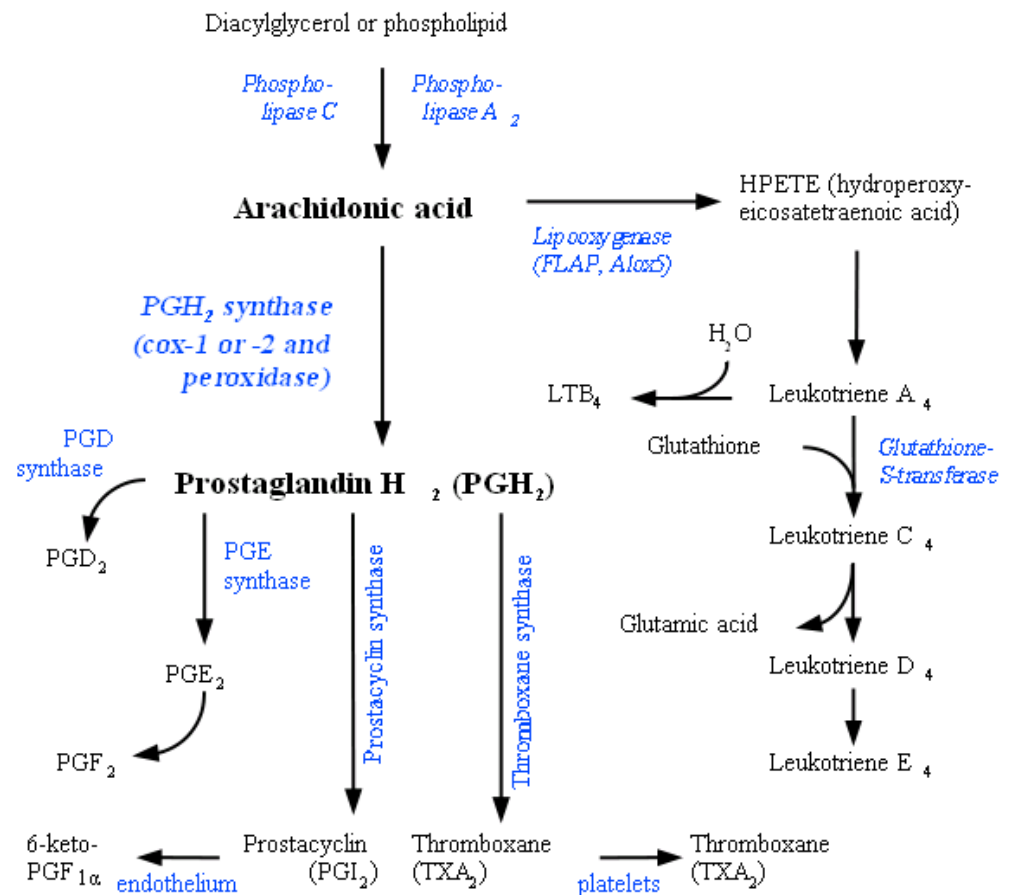 Diacylglycerol or phospholipid
Phospho-
lipase C
Phospho-
lipase A 2
Arachidonic acid
HPETE (hydroperoxy-
eicosatetraenoic acid)
Lipooxygenase
(FLAP, Alox5)
PGH2 synthase
(cox-1 or -2 and
peroxidase)
H2O
LTB4
Leukotriene A 4
Glutathione
Glutathione-
S-transferase
PGD
synthase
Prostaglandin H 2 (PGH2)
PGD2
PGE
synthase
Prostacyclin synthase
Thromboxane synthase
Leukotriene C 4
Glutamic acid
Leukotriene D 4
PGE2
PGF2
Leukotriene E 4
6-keto-
PGF1α
endothelium
Prostacyclin
(PGI2)
Thromboxane
(TXA2)
platelets
Thromboxane
(TXA2)